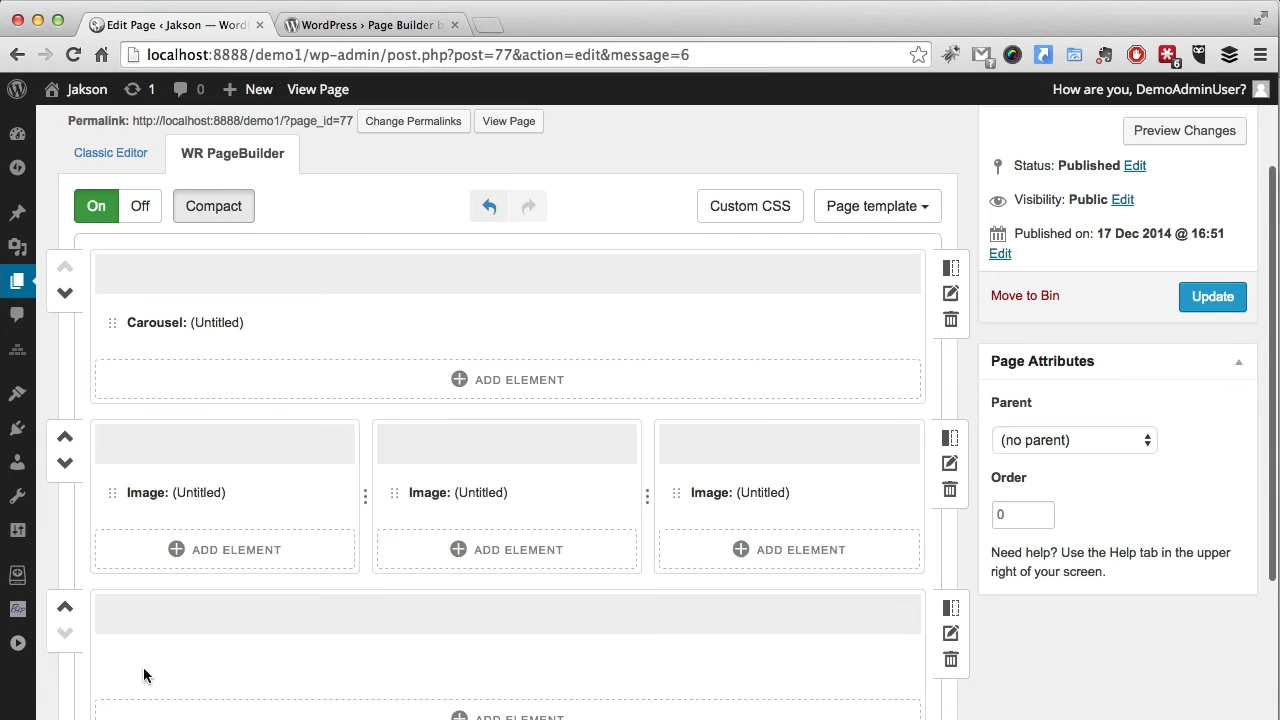 Edit Page ‹ Jakson — Word
WordPress › Page Builder b
localhost:8888/demo1/wp-admin/post.php?post=77&action=edit&message=6
Jakson 1 0 New View Page How are you, DemoAdminUser?
Permalink: http://localhost:8888/demo1/?page_id=77 Change Permalinks View Page
Preview Changes
Classic Editor WR PageBuilder
Status: Published Edit
On Off Compact Custom CSS Page template
Visibility: Public Edit
Published on: 17 Dec 2014 @ 16:51
Edit
Move to Bin Update
Carousel: (Untitled)
ADD ELEMENT
Page Attributes
Parent
(no parent)
Order
0
Need help? Use the Help tab in the upper
right of your screen.
Image: (Untitled) Image: (Untitled) Image: (Untitled)
ADD ELEMENT ADD ELEMENT ADD ELEMENT
ADD ELEMENT